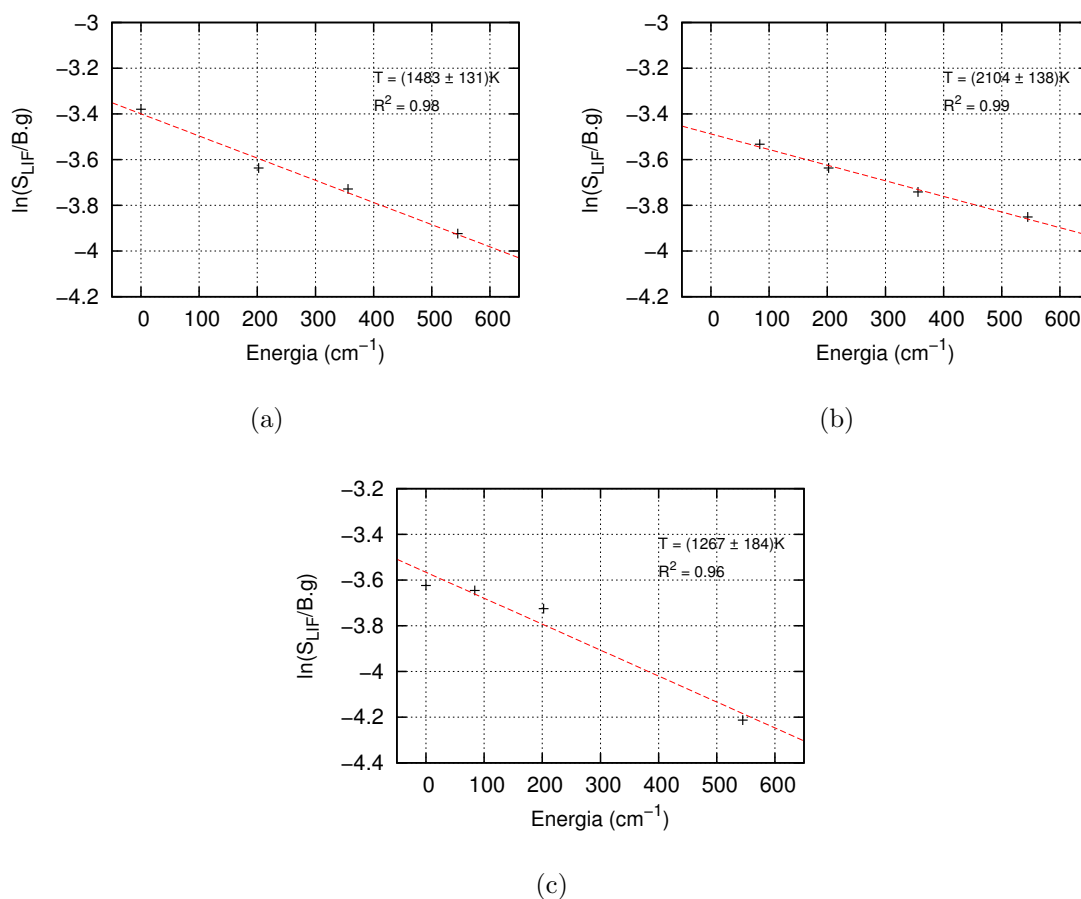 −3
−3.2
−3.4
−3.6
−3.8
−4
−4.2
0 100 200 300 400 500 600
ln(S_LIF/B.g)
Energia (cm⁻¹)
T = (1483 ± 131)K
R² = 0.98
(a)
−3
−3.2
−3.4
−3.6
−3.8
−4
−4.2
0 100 200 300 400 500 600
ln(S_LIF/B.g)
Energia (cm⁻¹)
T = (2104 ± 138)K
R² = 0.99
(b)
−3.2
−3.4
−3.6
−3.8
−4
−4.2
−4.4
0 100 200 300 400 500 600
ln(S_LIF/B.g)
Energia (cm⁻¹)
T = (1267 ± 184)K
R² = 0.96
(c)